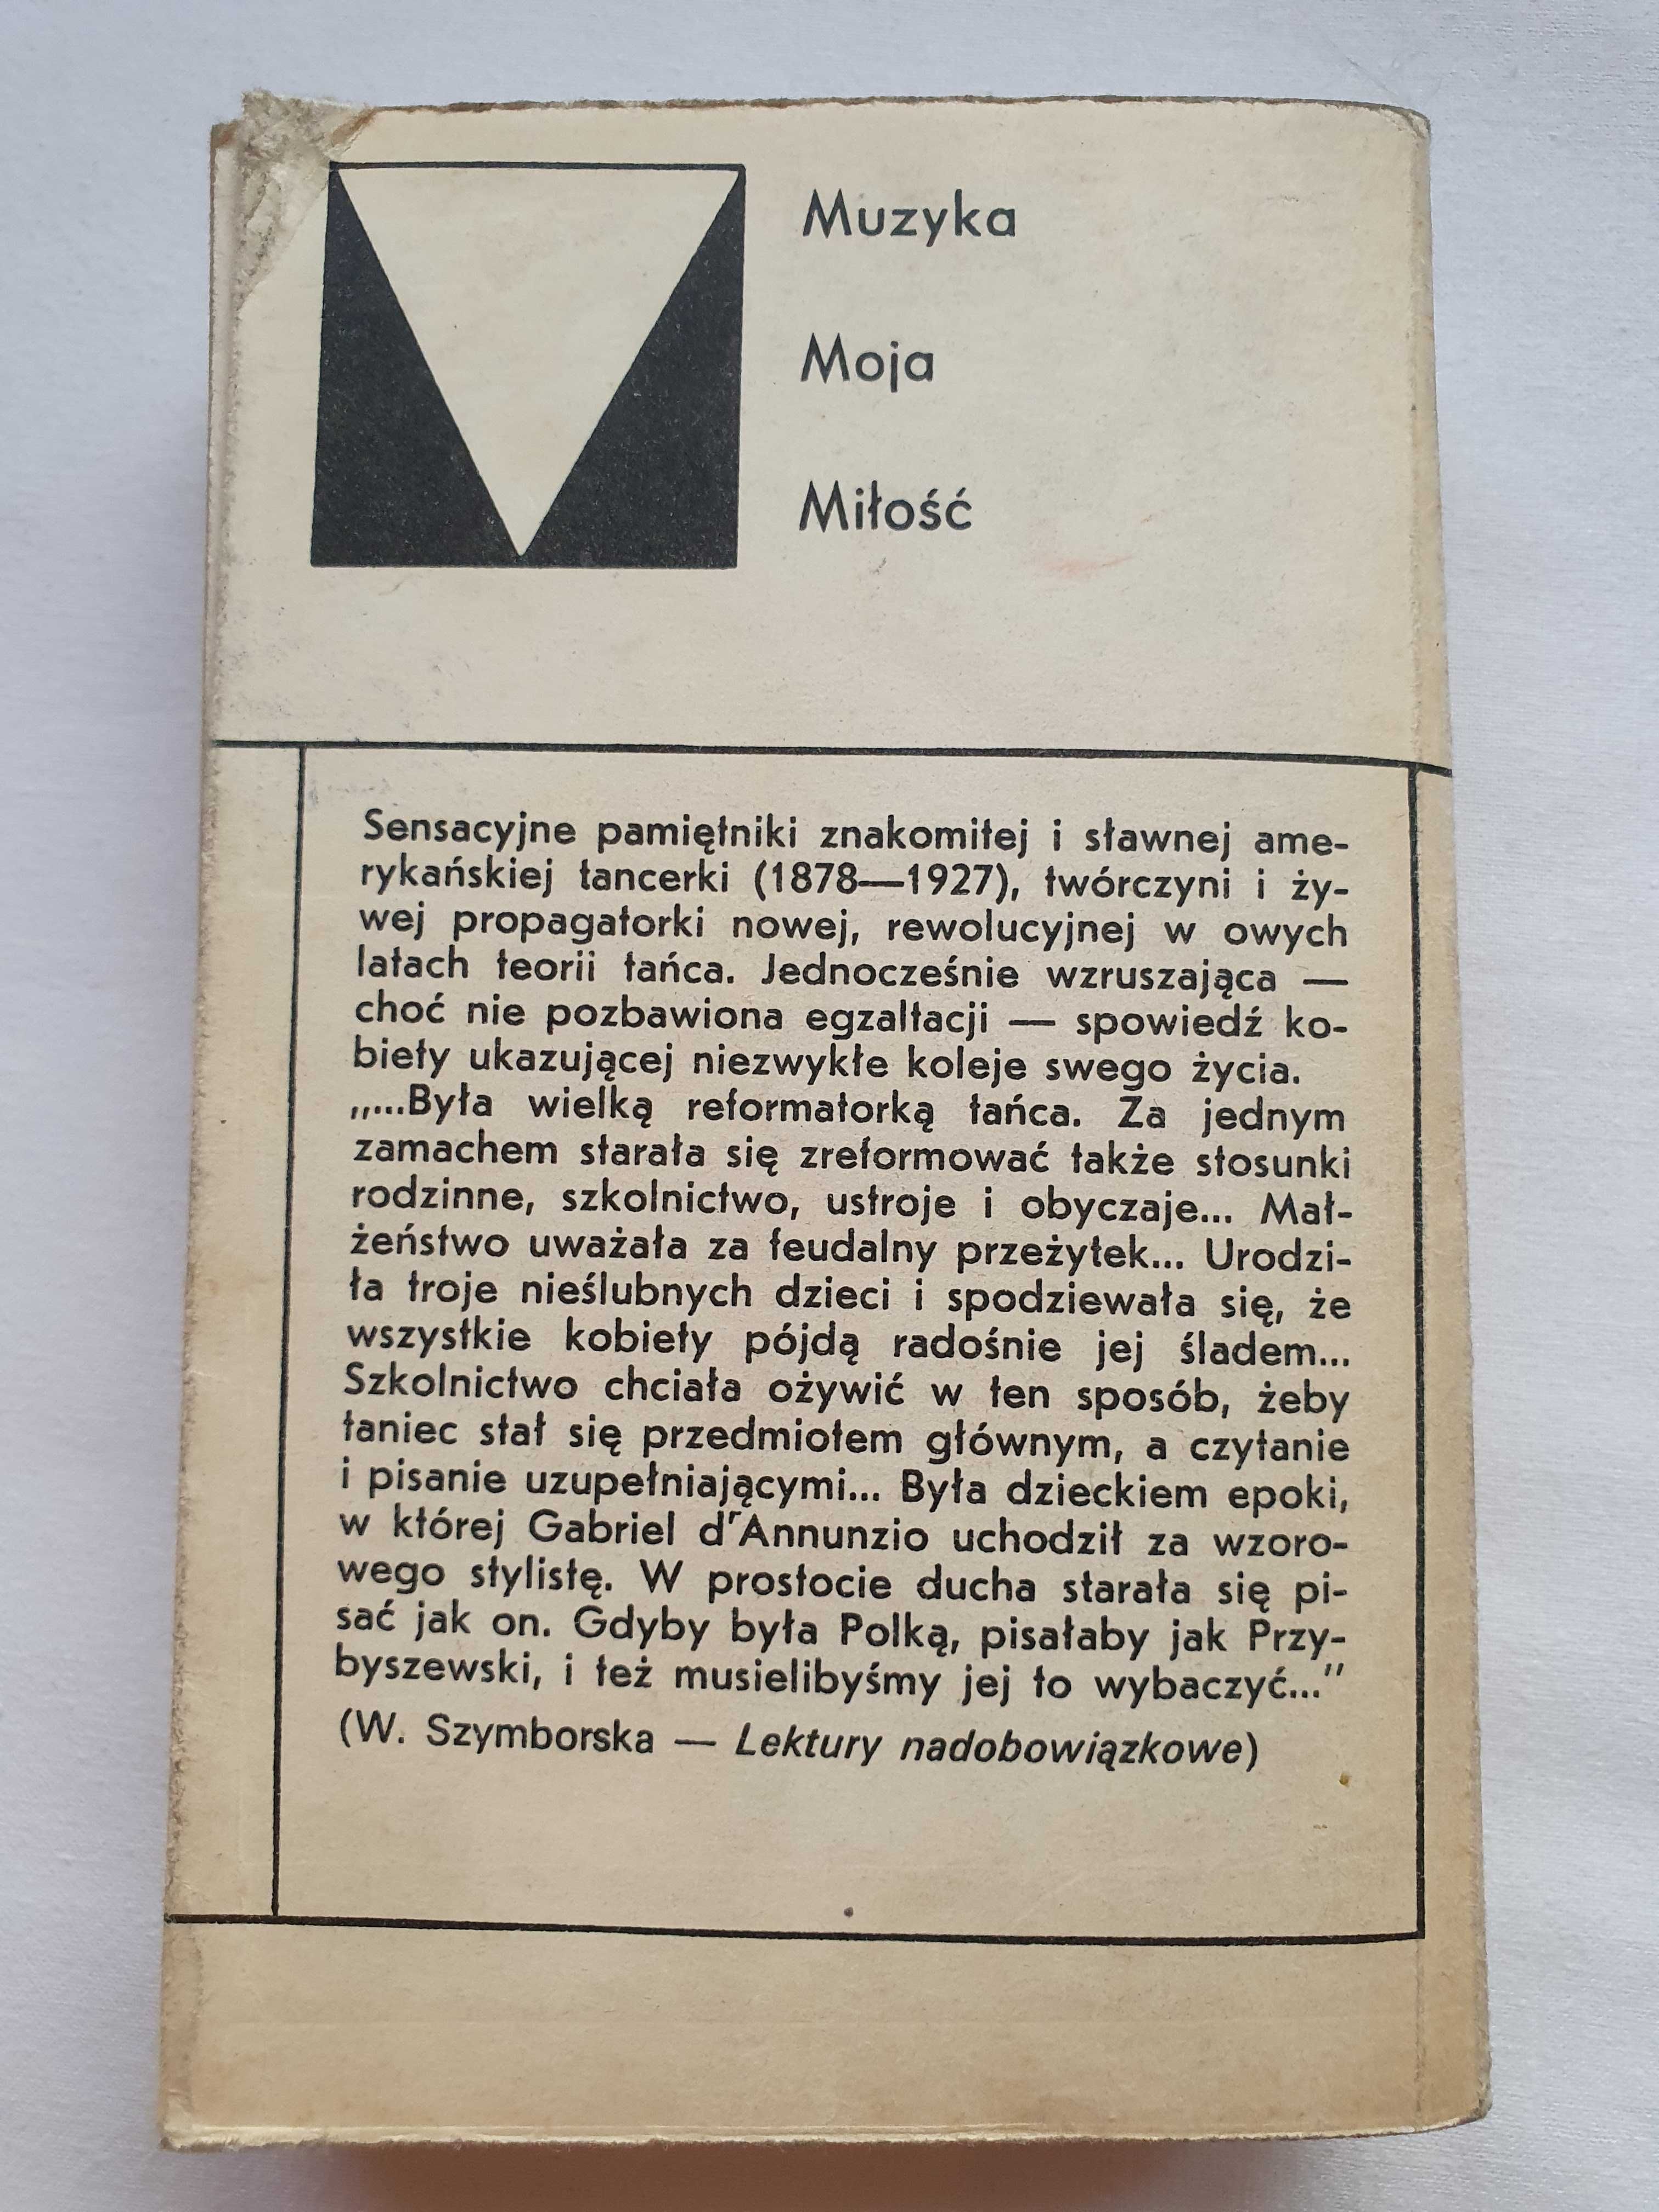 Muzyka
Moja
Miłość
Sensacyjne pamiętniki znakomitej i sławnej ame-
rykańskiej tancerki (1878—1927), twórczyni i ży-
wej propagatorki nowej, rewolucyjnej w owych
latach teorii tańca. Jednocześnie wzruszająca —
choć nie pozbawiona egzaltacji — spowiedź ko-
biety ukazującej niezwykłe koleje swego życia.
„...Była wielką reformatorką tańca. Za jednym
zamachem starała się zreformować także stosunki
rodzinne, szkolnictwo, ustroje i obyczaje... Mał-
żeństwo uważała za feudalny przeżytek... Urodzi-
ła troje nieślubnych dzieci i spodziewała się, że
wszystkie kobiety pójdą radośnie jej śladem...
Szkolnictwo chciała ożywić w ten sposób, żeby
taniec stał się przedmiotem głównym, a czytanie
i pisanie uzupełniającymi... Była dzieckiem epoki,
w której Gabriel d'Annunzio uchodził za wzoro-
wego stylistę. W prostocie ducha starała się pi-
sać jak on. Gdyby była Polką, pisałaby jak Przy-
byszewski, i też musielibyśmy jej to wybaczyć..."
(W. Szymborska — Lektury nadobowiązkowe)